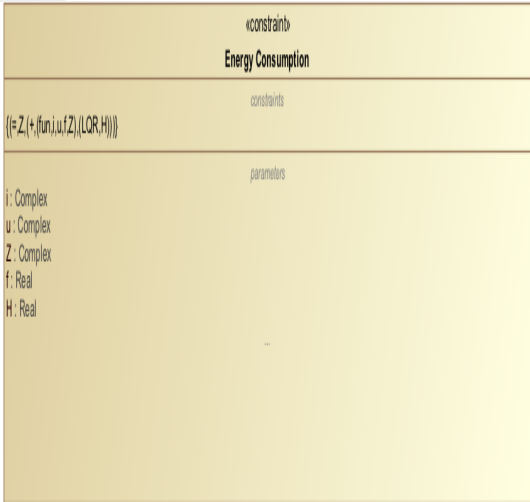 «constraint»
Energy Consumption
constraints
{(=,Z,(+,(fun,i,u,f,Z),(LQR,H)))}
parameters
i : Complex
u : Complex
Z : Complex
f : Real
H : Real
...